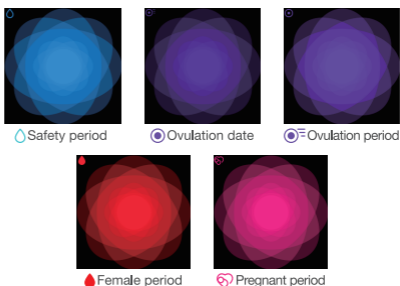 Safety period
Ovulation date
Ovulation period
Female period
Pregnant period